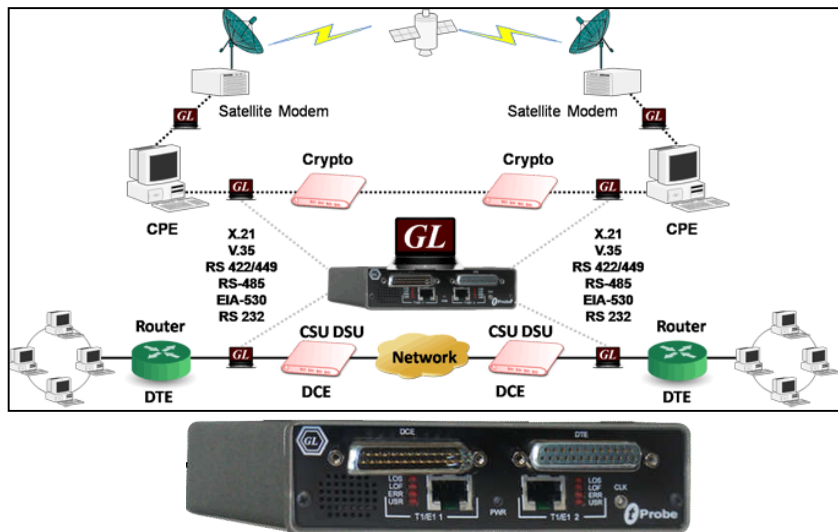 Satellite Modem
Satellite Modem
GL
GL
Crypto
Crypto
GL
GL
CPE
CPE
GL
X.21
V.35
RS 422/449
RS-485
EIA-530
RS 232
X.21
V.35
RS 422/449
RS-485
EIA-530
RS 232
Router
Router
CSU DSU
CSU DSU
Network
GL
GL
DTE
DCE
DCE
DTE
GL
DCE
DTE
LOS
LOF
ERR
USR
LOS
LOF
ERR
USR
CLK
PWR
T1/E1 1
T1/E1 2
tProbe